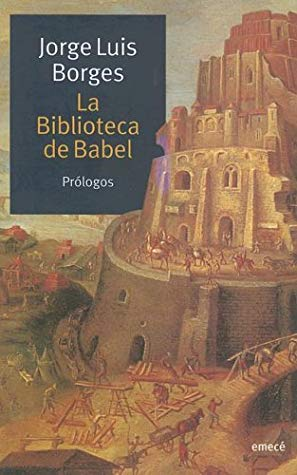 Jorge Luis
Borges
La
Biblioteca
de Babel
Prólogos
emecé